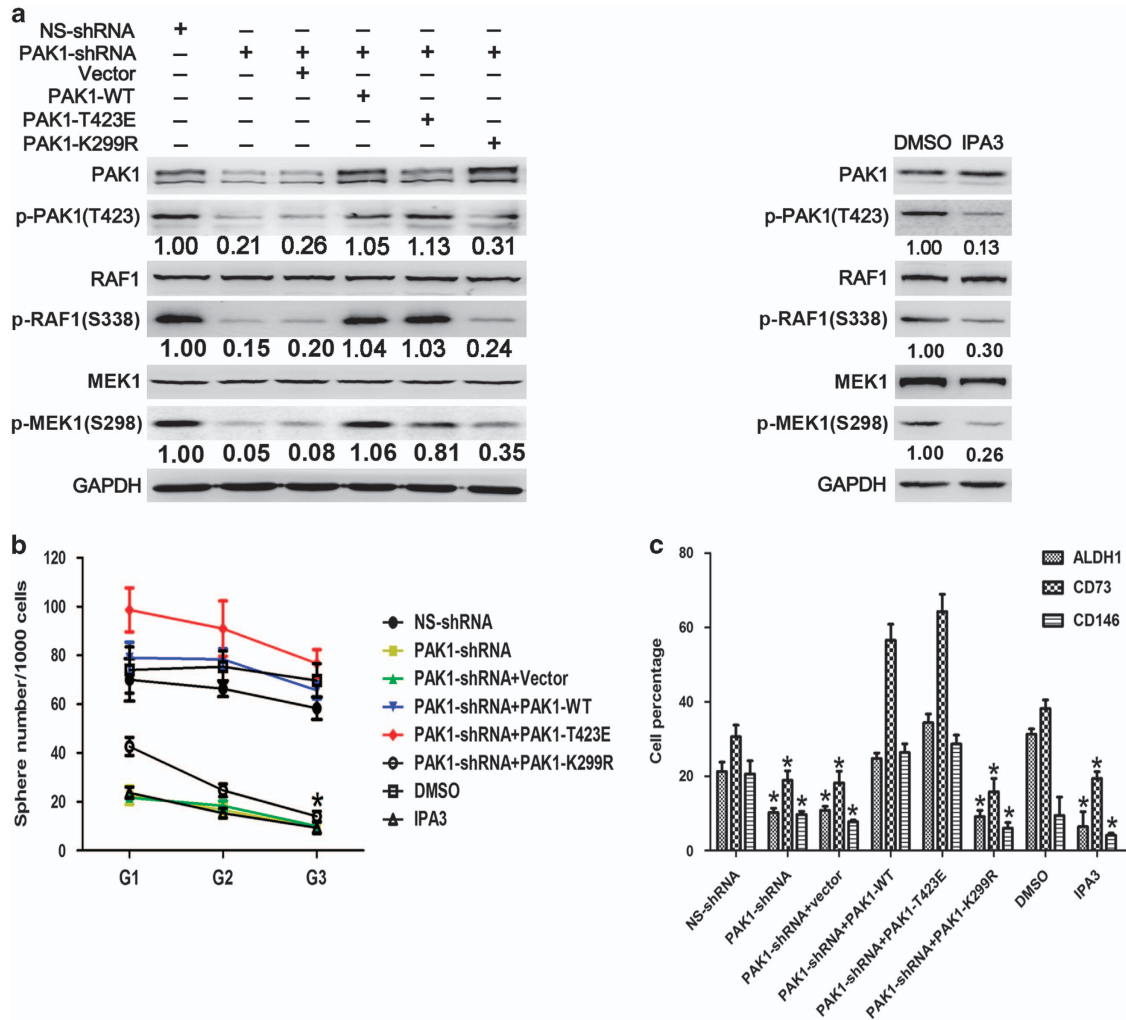 a
NS-shRNA + – – – – –
PAK1-shRNA – + + + + +
Vector – – + – – –
PAK1-WT – – – + – –
PAK1-T423E – – – – + –
PAK1-K299R – – – – – +
PAK1
p-PAK1(T423)
1.00 0.21 0.26 1.05 1.13 0.31
RAF1
p-RAF1(S338)
1.00 0.15 0.20 1.04 1.03 0.24
MEK1
p-MEK1(S298)
1.00 0.05 0.08 1.06 0.81 0.35
GAPDH
DMSO IPA3
PAK1
p-PAK1(T423)
1.00 0.13
RAF1
p-RAF1(S338)
1.00 0.30
MEK1
p-MEK1(S298)
1.00 0.26
GAPDH
b
Sphere number/1000 cells
120
100
80
60
40
20
0
G1 G2 G3
*
NS-shRNA
PAK1-shRNA
PAK1-shRNA+Vector
PAK1-shRNA+PAK1-WT
PAK1-shRNA+PAK1-T423E
PAK1-shRNA+PAK1-K299R
DMSO
IPA3
c
Cell percentage
80
60
40
20
0
ALDH1
CD73
CD146
* * *
* * *
* * *
* * *
NS-shRNA
PAK1-shRNA
PAK1-shRNA+vector
PAK1-shRNA+PAK1-WT
PAK1-shRNA+PAK1-T423E
PAK1-shRNA+PAK1-K299R
DMSO
IPA3